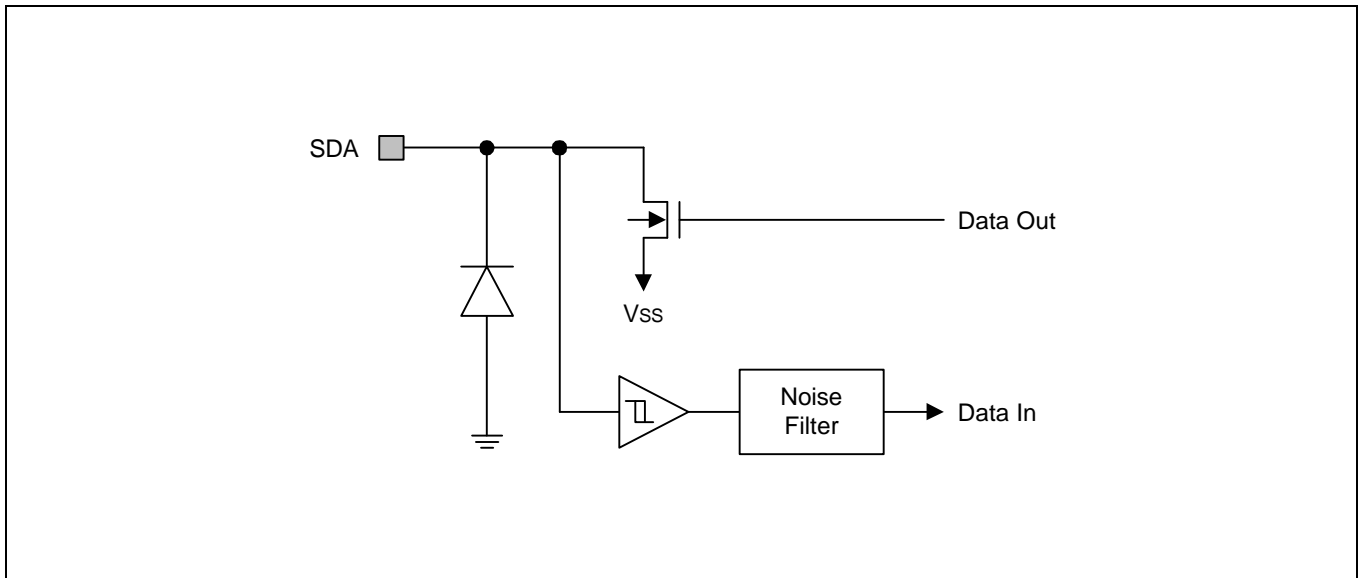 SDA
Data Out
VSS
Noise
Filter
Data In